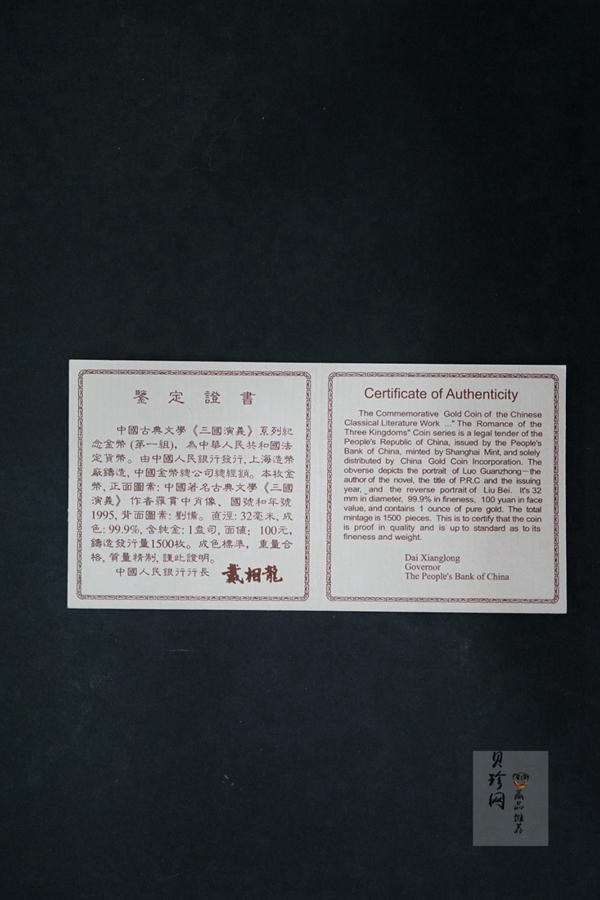 鑒定證書
中國古典文學《三國演義》系列紀
念金幣(第一組)，為中華人民共和國法
定貨幣。由中國人民銀行發行,上海造幣
廠鑄造,中國金幣總公司總經銷。本枚金
幣,正面圖案:中國著名古典文學《三國
演義》作者羅貫中肖像、國號和年號
1995,背面圖案:劉備。直徑:32毫米,成
色:99.9%,含純金:1盎司,面值:100元,
鑄造發行量1500枚。成色標準，重量合
格,質量精制,謹此證明。
中國人民銀行行長 戴相龍
Certificate of Authenticity
The Commemorative Gold Coin of the Chinese
Classical Literature Work ..." The Romance of the
Three Kingdoms" Coin series is a legal tender of the
People's Republic of China, issued by the People's
Bank of China, minted by Shanghai Mint, and solely
distributed by China Gold Coin Incorporation. The
obverse depicts the portrait of Luo Guanzhong—the
author of the novel, the title of P.R.C and the issuing
year, and the reverse portrait of Liu Bei. It's 32
mm in diameter, 99.9% in fineness, 100 yuan in face
value, and contains 1 ounce of pure gold. The total
mintage is 1500 pieces. This is to certify that the coin
is proof in quality and is up to standard as to its
fineness and weight.
Dai Xianglong
Governor
The People's Bank of China
贝珍网
藏品推荐